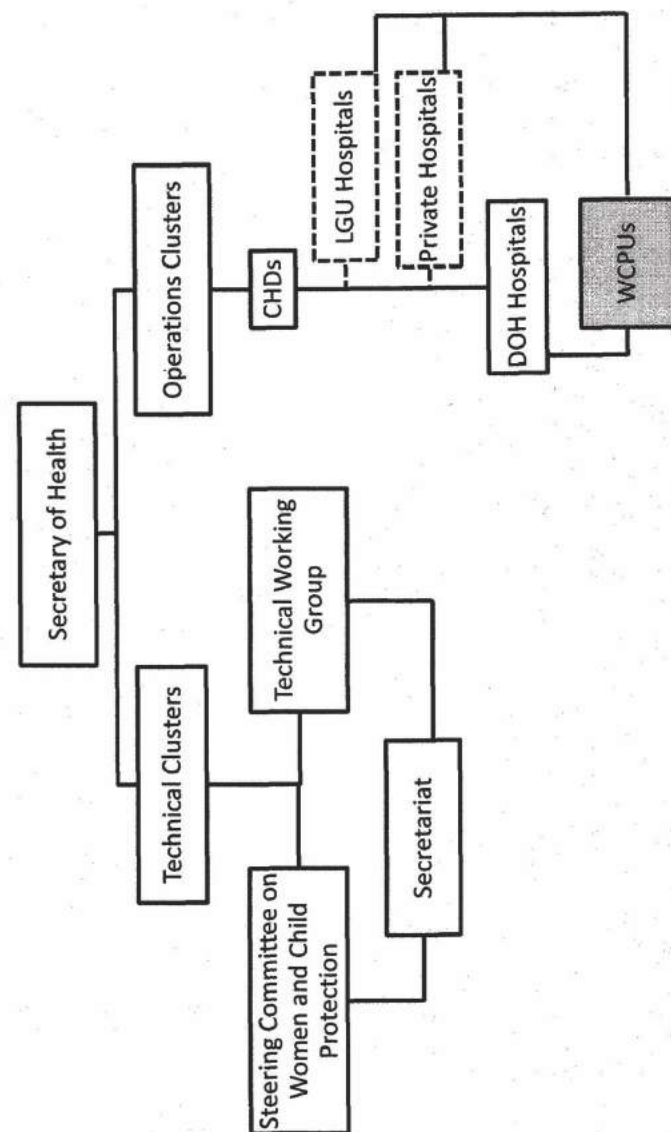 Secretary of Health
Technical Clusters
Operations Clusters
Steering Committee on
Women and Child
Protection
Technical Working
Group
CHDs
LGU Hospitals
Private Hospitals
Secretariat
DOH Hospitals
WCPUs